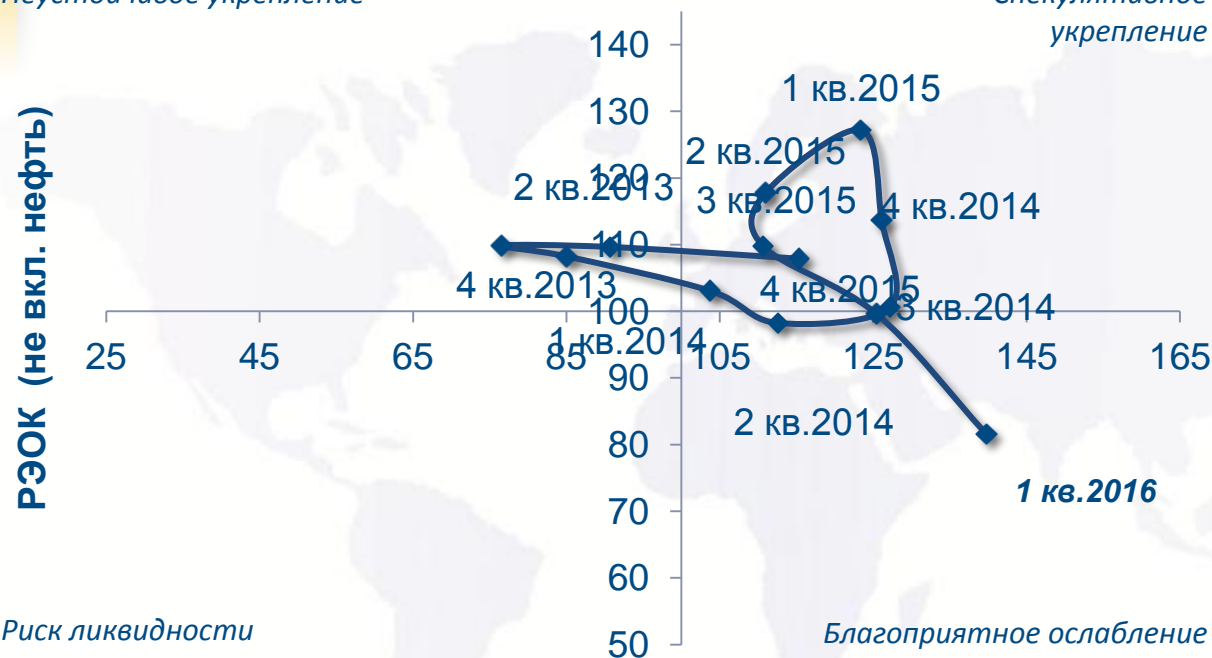 укрепление
140
1 кв.2015
130
2 кв.2015
120
2 кв.2013
3 кв.2015
4 кв.2014
110
4 кв.2013
4 кв.2015
3 кв.2014
100
1 кв.2014
25
45
65
85
105
125
145
165
90
2 кв.2014
80
1 кв.2016
70
60
50
РЭОК (не вкл. нефть)
Риск ликвидности
Благоприятное ослабление